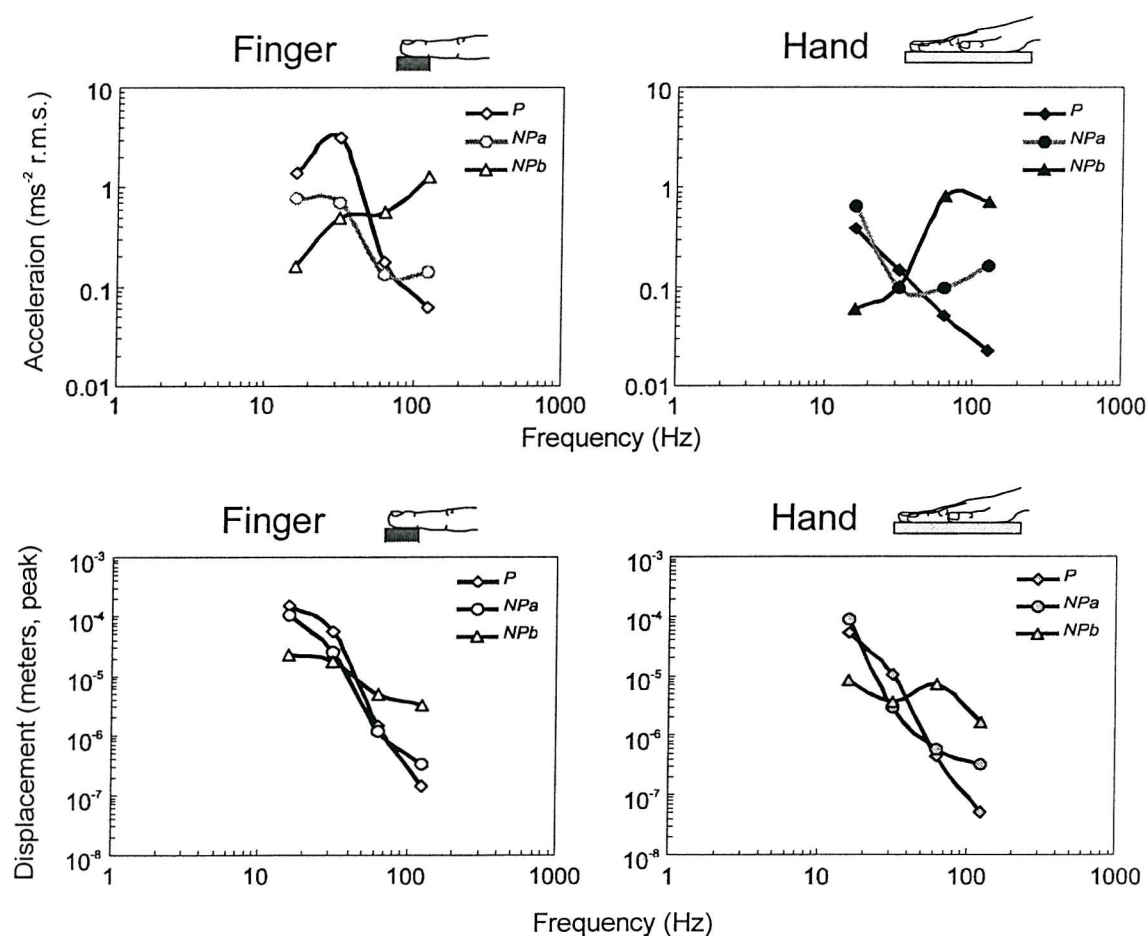 Finger
Hand
Acceleraion (ms⁻² r.m.s.)
10
1
0.1
0.01
1
10
100
1000
P
NPa
NPb
10
1
0.1
0.01
1
10
100
1000
P
NPa
NPb
Frequency (Hz)
Finger
Hand
Displacement (meters, peak)
10⁻³
10⁻⁴
10⁻⁵
10⁻⁶
10⁻⁷
10⁻⁸
1
10
100
1000
P
NPa
NPb
10⁻³
10⁻⁴
10⁻⁵
10⁻⁶
10⁻⁷
10⁻⁸
1
10
100
1000
P
NPa
NPb
Frequency (Hz)